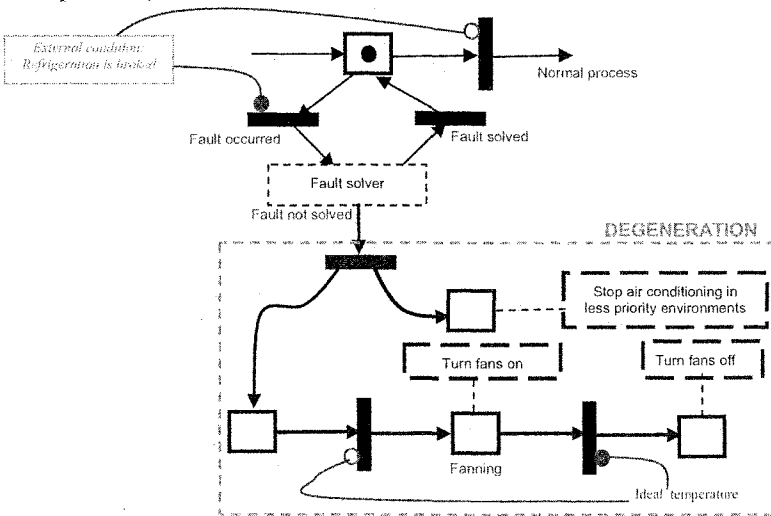 External condition:
Refrigeration is broked
Normal process
Fault occurred
Fault solved
Fault solver
Fault not solved
DEGENERATION
Stop air conditioning in
less priority environments
Turn fans on
Turn fans off
Fanning
Ideal temperature